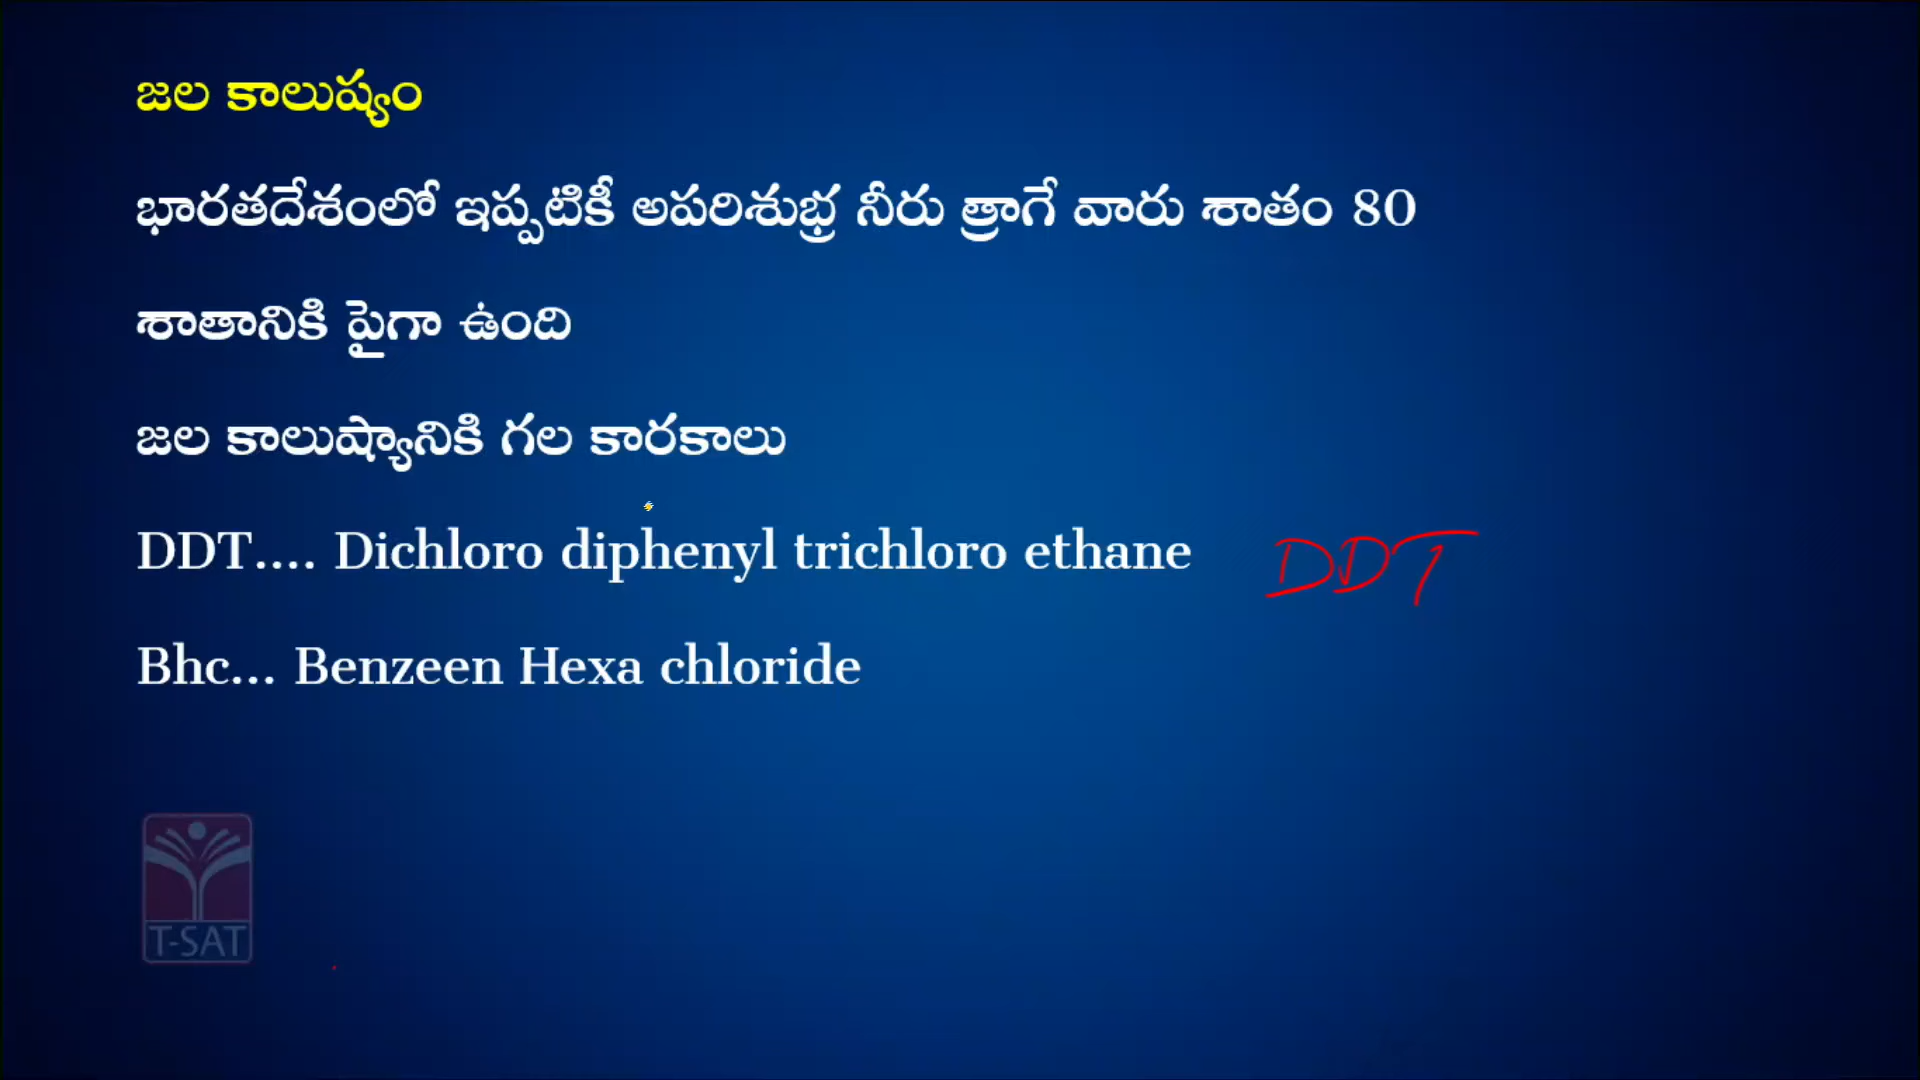 జల కాలుష్యం
భారతదేశంలో ఇప్పటికీ అపరిశుభ్ర నీరు త్రాగే వారు శాతం 80
శాతానికి పైగా ఉంది
జల కాలుష్యానికి గల కారకాలు
DDT.... Dichloro diphenyl trichloro ethane DDT
Bhc... Benzeen Hexa chloride
T-SAT